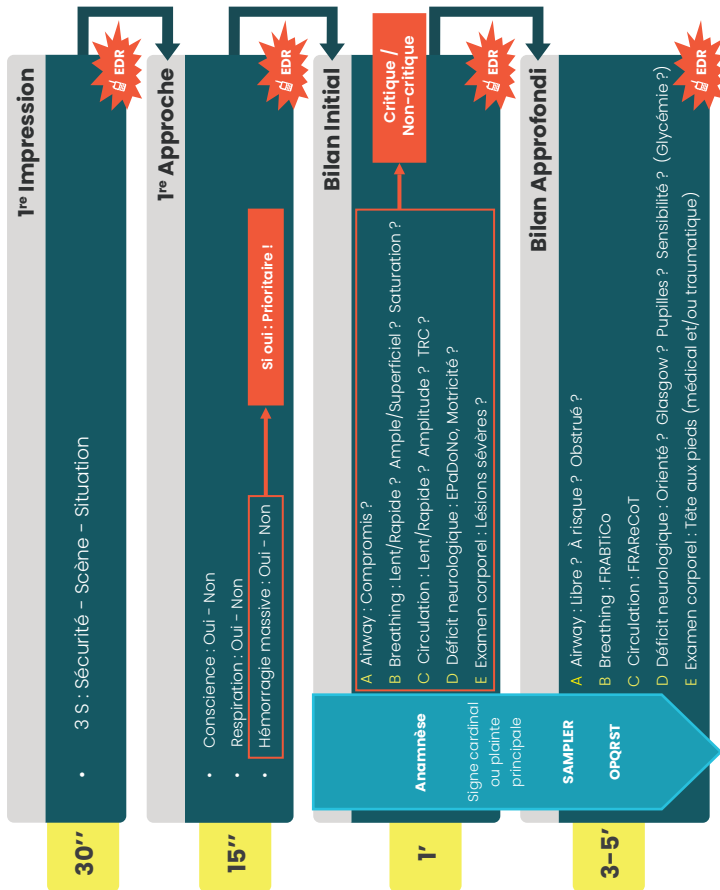 30’’
1re Impression
• 3 S : Sécurité – Scène – Situation
EDR
15’’
1re Approche
• Conscience : Oui – Non
• Respiration : Oui – Non
• Hémorragie massive : Oui – Non
Si oui : Prioritaire !
EDR
1’
Bilan Initial
A Airway : Compromis ?
B Breathing : Lent/Rapide ? Ample/Superficiel ? Saturation ?
C Circulation : Lent/Rapide ? Amplitude ? TRC ?
D Déficit neurologique : EPaDoNo, Motricité ?
E Examen corporel : Lésions sévères ?
Critique /
Non-critique
EDR
Anamnèse
Signe cardinal
ou plainte
principale
SAMPLER
OPQRST
3–5’
Bilan Approfondi
A Airway : Libre ? À risque ? Obstrué ?
B Breathing : FRABTiCo
C Circulation : FRAReCoT
D Déficit neurologique : Orienté ? Glasgow ? Pupilles ? Sensibilité ? (Glycémie ?)
E Examen corporel : Tête aux pieds (médical et/ou traumatique)
EDR